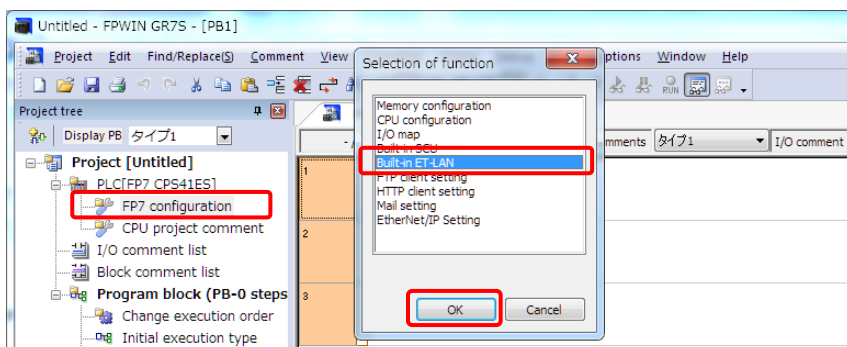 Untitled - FPWIN GR7S - [PB1]
Project Edit Find/Replace(S) Comment View ptions Window Help
Selection of function
RUN
Project tree
Display PB タイプ1
mments タイプ1 I/O comment
Project [Untitled]
PLC[FP7 CPS41ES]
FP7 configuration
CPU project comment
I/O comment list
Block comment list
Program block (PB-0 steps
Change execution order
Initial execution type
1
2
3
Memory configuration
CPU configuration
I/O map
Built-in SCU
Built-in ET-LAN
FTP client setting
HTTP client setting
Mail setting
EtherNet/IP Setting
OK Cancel